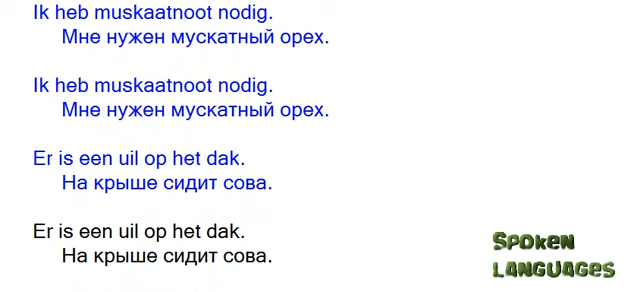 Ik heb muskaatnoot nodig.
Мне нужен мускатный орех.
Ik heb muskaatnoot nodig.
Мне нужен мускатный орех.
Er is een uil op het dak.
На крыше сидит сова.
Er is een uil op het dak.
На крыше сидит сова.
Spoken
Languages